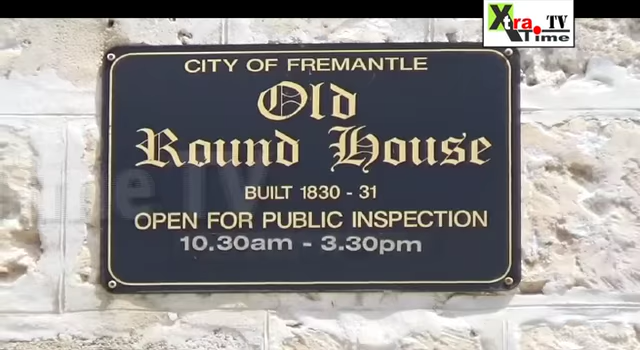 Xtra. TV
Time
CITY OF FREMANTLE
Old
Round House
BUILT 1830 - 31
OPEN FOR PUBLIC INSPECTION
10.30am - 3.30pm